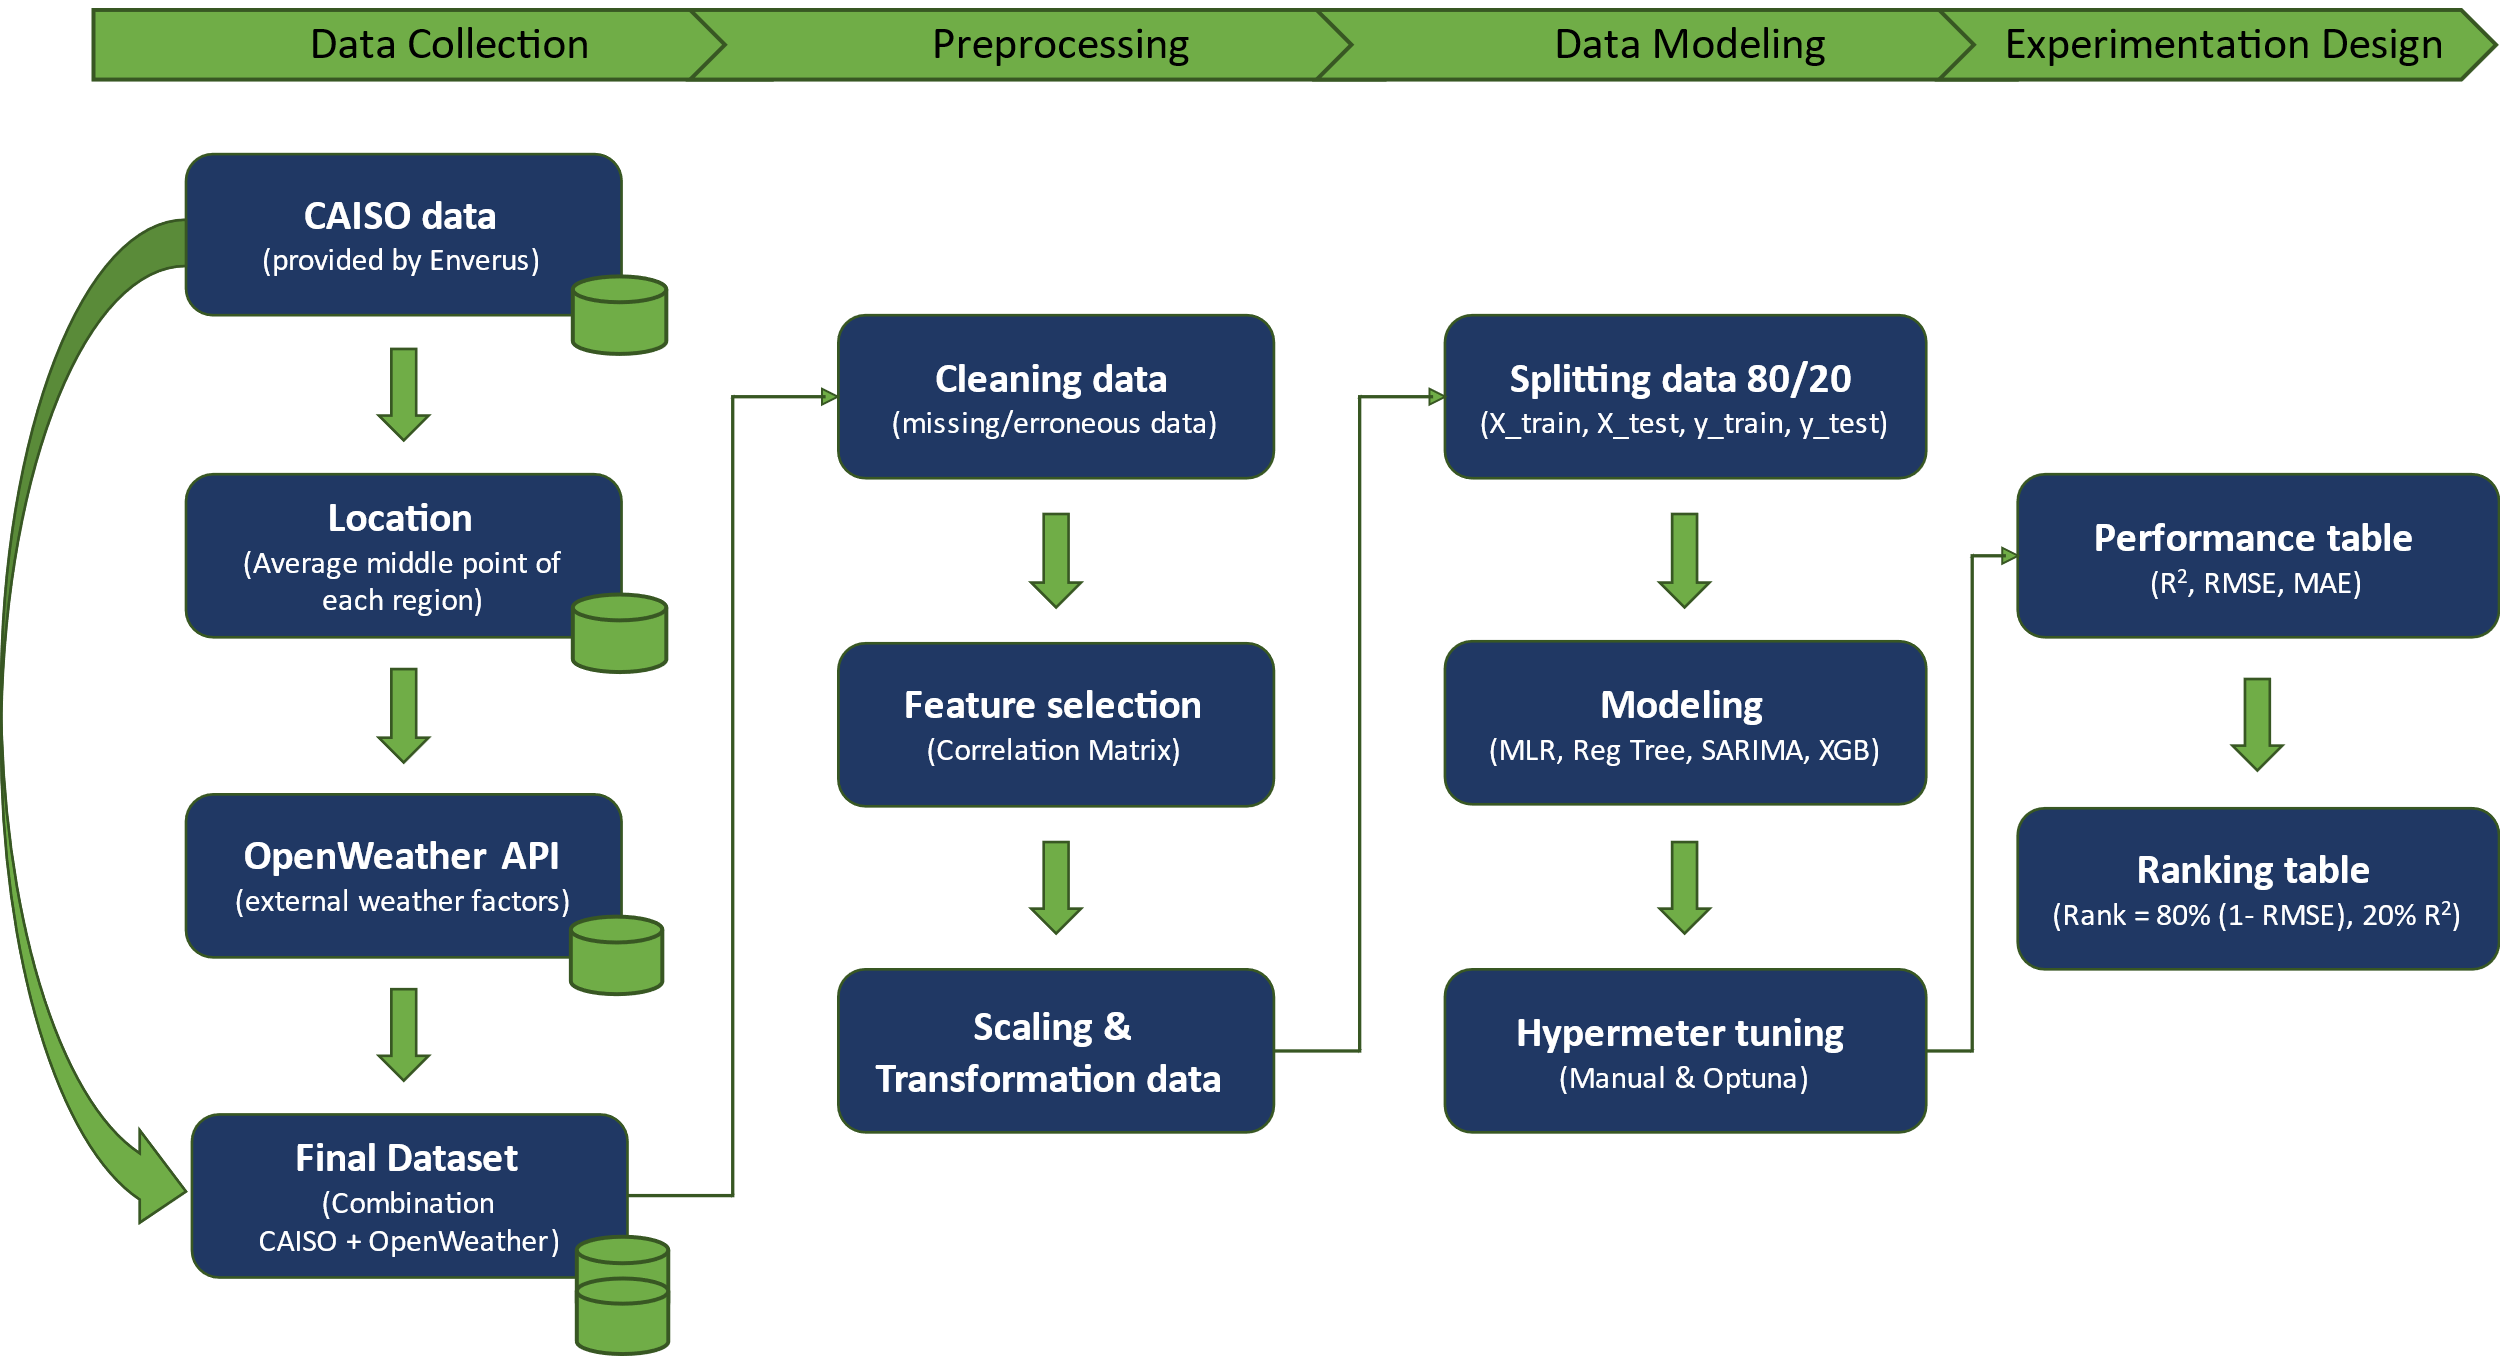 Data Collection
Preprocessing
Data Modeling
Experimentation Design
CAISO data
(provided by Enverus)
Location
(Average middle point of
each region)
OpenWeather API
(external weather factors)
Final Dataset
(Combination
CAISO + OpenWeather)
Cleaning data
(missing/erroneous data)
Feature selection
(Correlation Matrix)
Scaling &
Transformation data
Splitting data 80/20
(X_train, X_test, y_train, y_test)
Modeling
(MLR, Reg Tree, SARIMA, XGB)
Hypermeter tuning
(Manual & Optuna)
Performance table
(R², RMSE, MAE)
Ranking table
(Rank = 80% (1- RMSE), 20% R²)